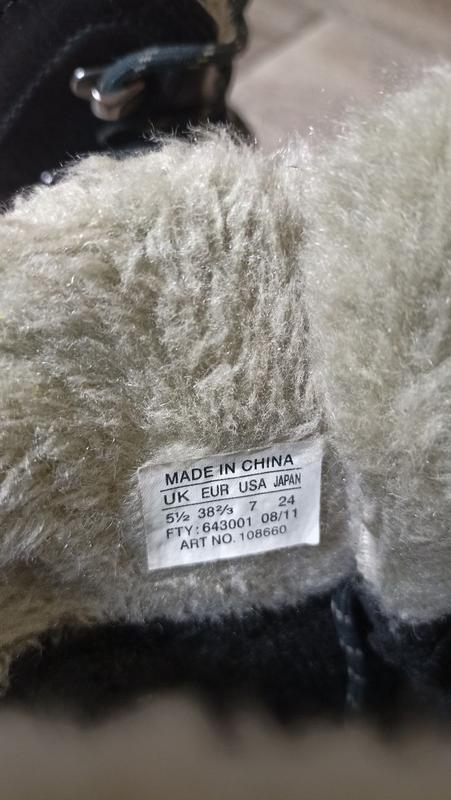 MADE IN CHINA
UK EUR USA JAPAN
5½ 38⅔ 7 24
FTY: 643001 08/11
ART NO. 108660